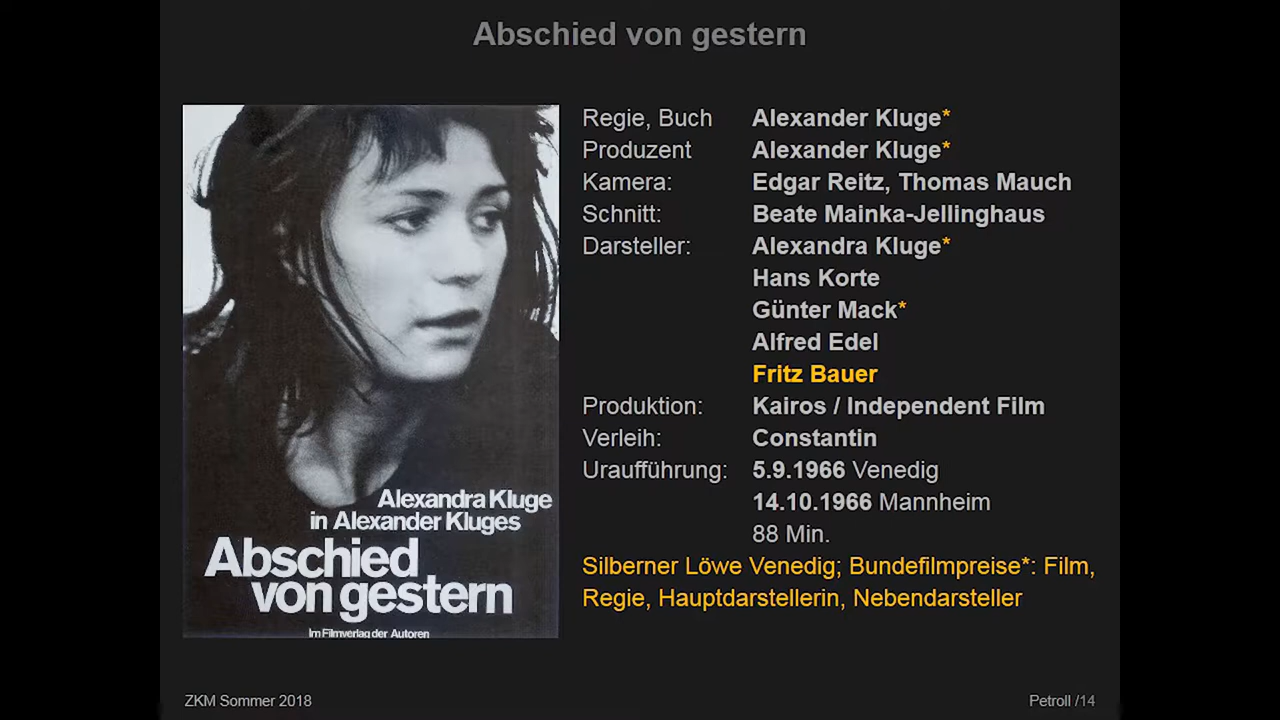 Abschied von gestern
Alexandra Kluge
in Alexander Kluges
Abschied
von gestern
Im Filmverlag der Autoren
Regie, Buch Alexander Kluge*
Produzent Alexander Kluge*
Kamera: Edgar Reitz, Thomas Mauch
Schnitt: Beate Mainka-Jellinghaus
Darsteller: Alexandra Kluge*
Hans Korte
Günter Mack*
Alfred Edel
Fritz Bauer
Produktion: Kairos / Independent Film
Verleih: Constantin
Uraufführung: 5.9.1966 Venedig
14.10.1966 Mannheim
88 Min.
Silberner Löwe Venedig; Bundefilmpreise*: Film,
Regie, Hauptdarstellerin, Nebendarsteller
ZKM Sommer 2018 Petroll /14